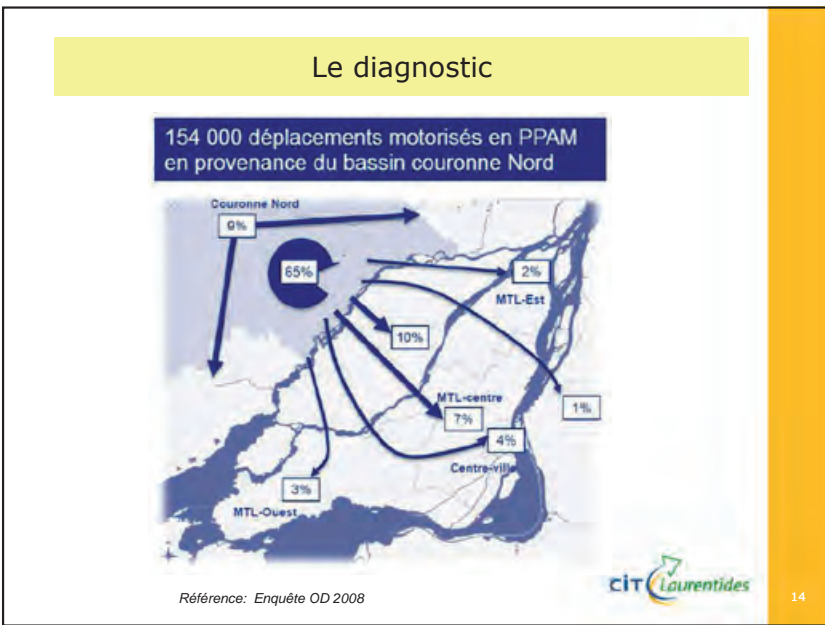 Le diagnostic
154 000 déplacements motorisés en PPAM
en provenance du bassin couronne Nord
Couronne Nord
9%
65%
2%
MTL-Est
10%
MTL-centre
7%
1%
4%
Centre-ville
3%
MTL-Ouest
Référence: Enquête OD 2008
CIT Laurentides
14